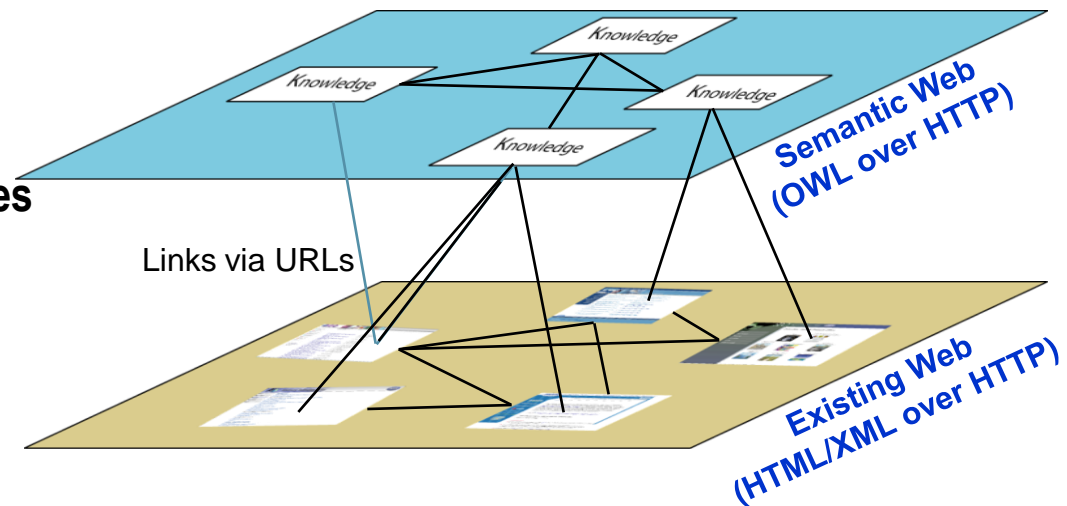 Knowledge
Knowledge
Knowledge
Knowledge
Semantic Web
(OWL over HTTP)
es
Links via URLs
Existing Web
(HTML/XML over HTTP)